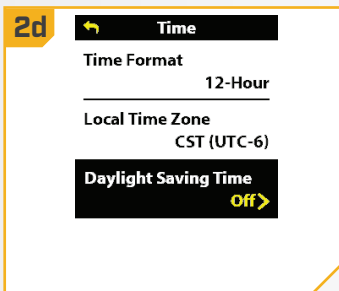 2d
Time
Time Format
12-Hour
Local Time Zone
CST (UTC-6)
Daylight Saving Time
Off